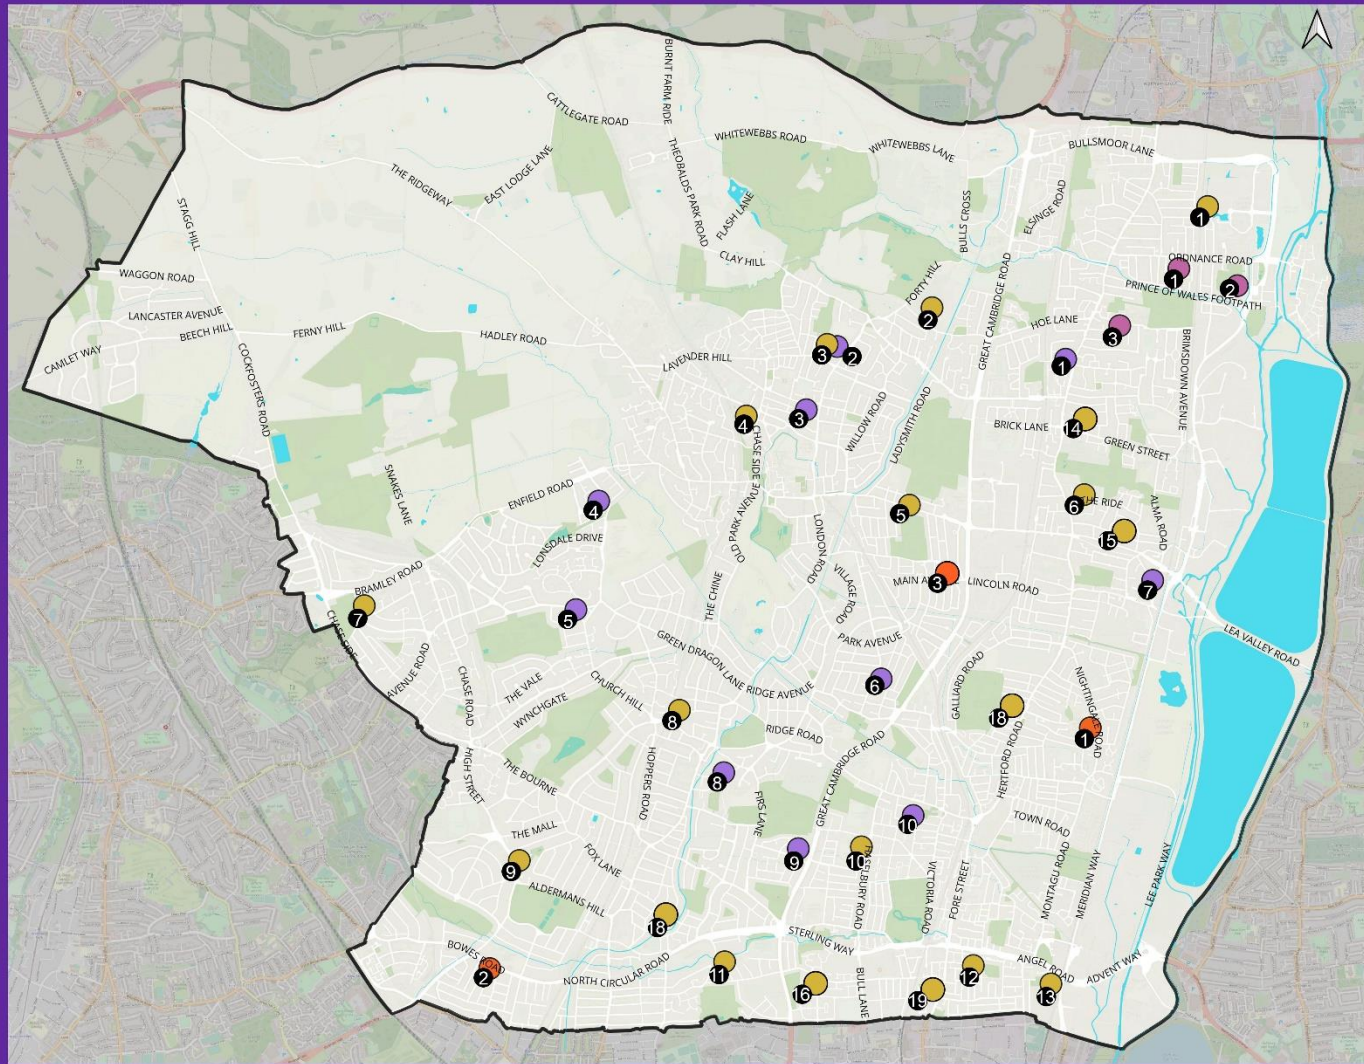 BURNT FARM RIDE
CATTLEGATE ROAD
WHITEWEBBS ROAD
WHITEWEBBS LANE
BULLSMOOR LANE
THE RIDGEWAY
EAST LODGE LANE
THEOBALDS PARK ROAD
FLASH LANE
BULLS CROSS
ELSINGE ROAD
1
STAGG HILL
CLAY HILL
ORDNANCE ROAD
WAGGON ROAD
FORTY HILL
1
2
PRINCE OF WALES FOOTPATH
LANCASTER AVENUE
BEECH HILL
FERNY HILL
HADLEY ROAD
2
GREAT CAMBRIDGE ROAD
HOE LANE
3
BRIMSDOWN AVENUE
CAMLET WAY
COCKFOSTERS ROAD
LAVENDER HILL
3
2
1
4
3
CHASE SIDE
WILLOW ROAD
LADYSMITH ROAD
BRICK LANE
14
GREEN STREET
SNAKES LANE
ENFIELD ROAD
4
OLD PARK AVENUE
LONDON ROAD
5
6
THE RIDE
ALMA ROAD
15
LONSDALE DRIVE
BRAMLEY ROAD
THE CHINE
VILLAGE ROAD
MAIN A
3
LINCOLN ROAD
7
7
CHASE SIDE
5
PARK AVENUE
LEA VALLEY ROAD
AVENUE ROAD
CHASE ROAD
THE VALE
WYNCHGATE
CHURCH HILL
GREEN DRAGON LANE
RIDGE AVENUE
6
GALLIARD ROAD
NIGHTINGALE ROAD
8
18
1
RIDGE ROAD
HIGH STREET
THE BOURNE
HOPPERS ROAD
8
FIRS LANE
GREAT CAMBRIDGE ROAD
HERTFORD ROAD
10
TOWN ROAD
THE MALL
FOX LANE
9
9
10
HASELBURY ROAD
VICTORIA ROAD
FORE STREET
MONTAGU ROAD
MERIDIAN WAY
LEE PARK WAY
ALDERMANS HILL
18
STERLING WAY
BOWES ROAD
2
NORTH CIRCULAR ROAD
11
16
BULL LANE
19
12
ANGEL ROAD
13
ADVENT WAY